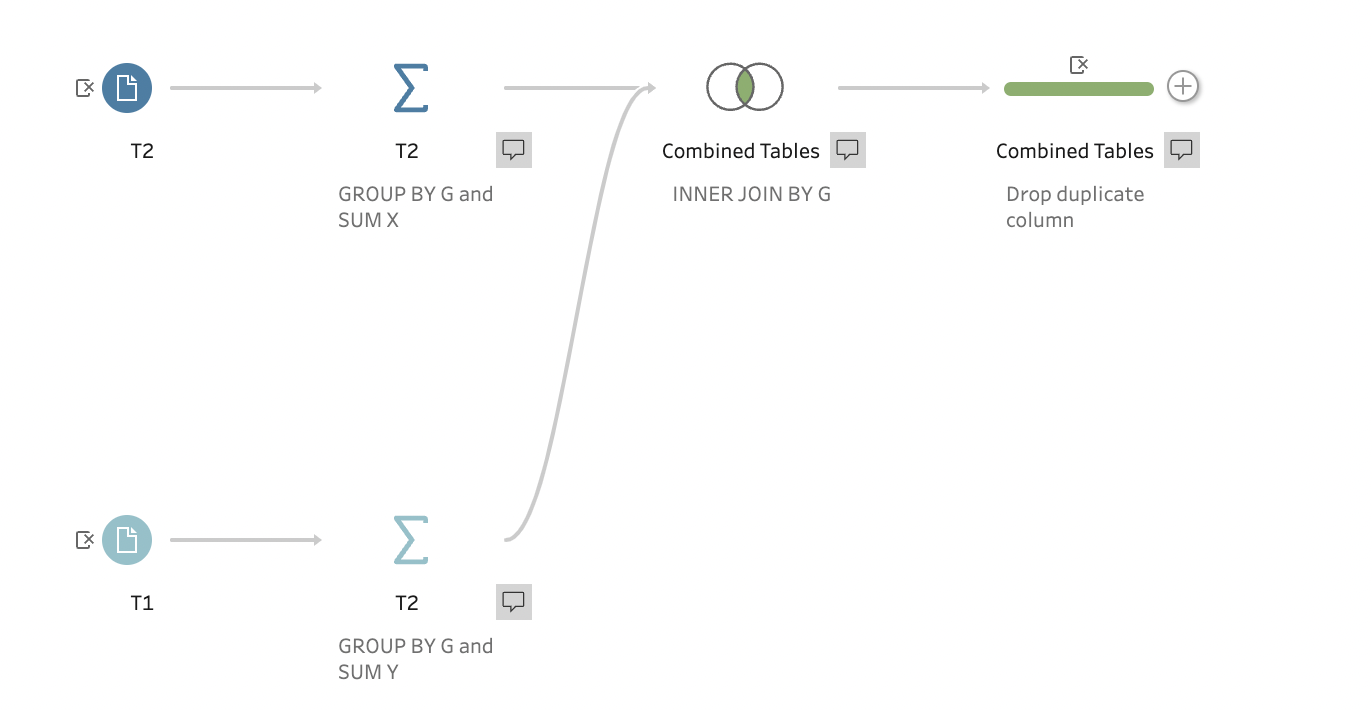 T2
T2
GROUP BY G and
SUM X
Combined Tables
INNER JOIN BY G
Combined Tables
Drop duplicate
column
T1
T2
GROUP BY G and
SUM Y